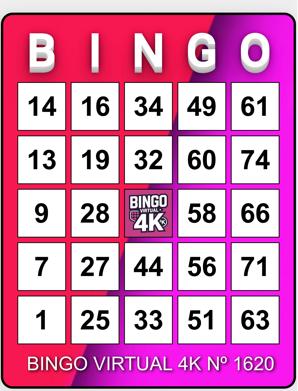 B I N G O
14 16 34 49 61
13 19 32 60 74
9 28 BINGO VIRTUAL 4K 58 66
7 27 44 56 71
1 25 33 51 63
BINGO VIRTUAL 4K Nº 1620